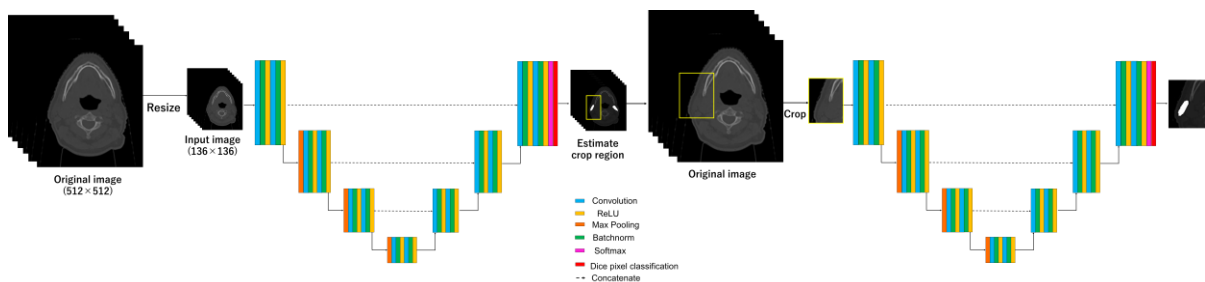 Original image
(512×512)
Resize
Input image
(136×136)
Estimate
crop region
Original image
Crop
Convolution
ReLU
Max Pooling
Batchnorm
Softmax
Dice pixel classification
Concatenate